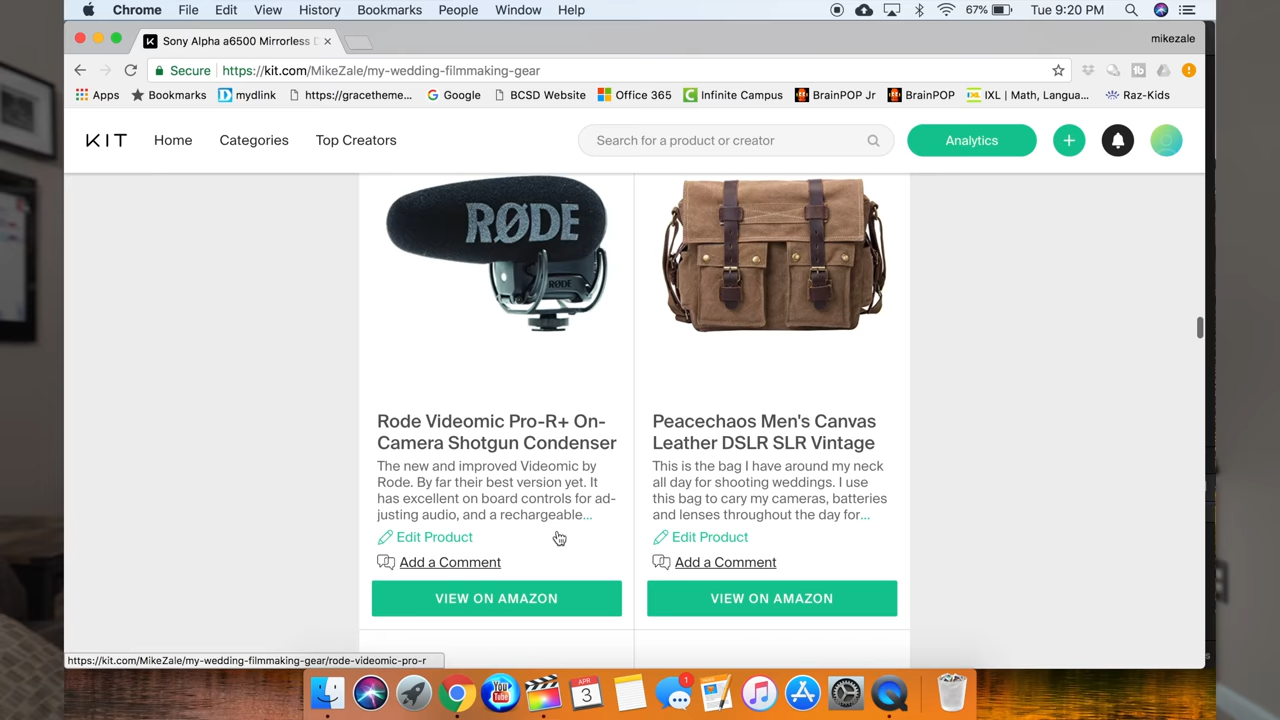 Chrome File Edit View History Bookmarks People Window Help 67% Tue 9:20 PM
Sony Alpha a6500 Mirrorless D
mikezale
Secure https://kit.com/MikeZale/my-wedding-filmmaking-gear
Apps Bookmarks mydlink https://gracetheme... Google BCSD Website Office 365 Infinite Campus BrainPOP Jr BrainPOP IXL | Math, Langua... Raz-Kids
KIT Home Categories Top Creators Search for a product or creator Analytics
RØDE
RØDE
Rode Videomic Pro-R+ On-
Camera Shotgun Condenser
The new and improved Videomic by
Rode. By far their best version yet. It
has excellent on board controls for ad-
justing audio, and a rechargeable...
Edit Product
Add a Comment
VIEW ON AMAZON
Peacechaos Men's Canvas
Leather DSLR SLR Vintage
This is the bag I have around my neck
all day for shooting weddings. I use
this bag to cary my cameras, batteries
and lenses throughout the day for...
Edit Product
Add a Comment
VIEW ON AMAZON
https://kit.com/MikeZale/my-wedding-filmmaking-gear/rode-videomic-pro-r
You
Tube
APR
3
1